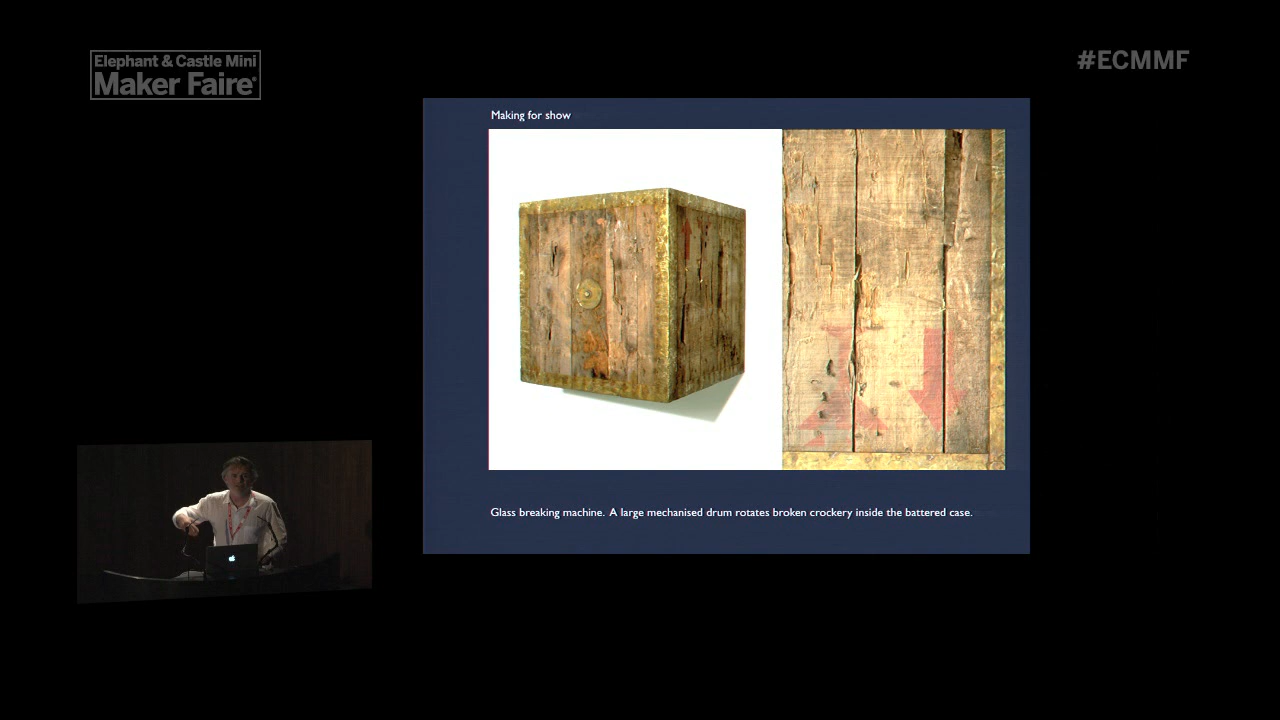 Elephant & Castle Mini
Maker Faire®
#ECMMF
Making for show
Glass breaking machine. A large mechanised drum rotates broken crockery inside the battered case.